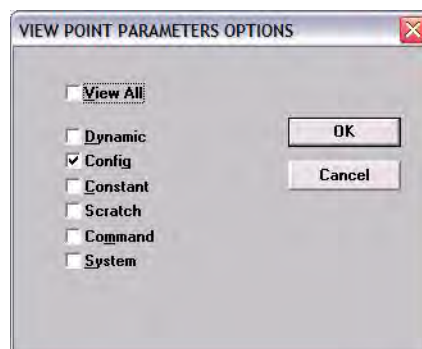 VIEW POINT PARAMETERS OPTIONS
View All
Dynamic
Config
Constant
Scratch
Command
System
OK
Cancel